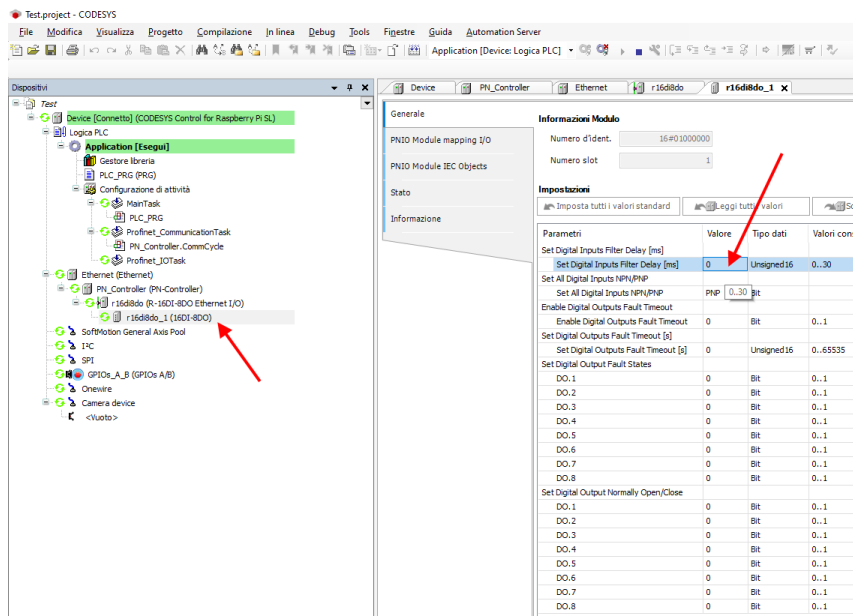 Test.project - CODESYS
File Modifica Visualizza Progetto Compilazione In linea Debug Tools Finestre Guida Automation Server
Application [Device: Logica PLC]
Dispositivi
Device PN_Controller Ethernet r16di8do r16di8do_1
Test
Device [Connetto] (CODESYS Control for Raspberry Pi SL)
Logica PLC
Application [Esegui]
Gestore libreria
PLC_PRG (PRG)
Configurazione di attività
MainTask
PLC_PRG
Profinet_CommunicationTask
PN_Controller.CommCycle
Profinet_IOTask
Ethernet (Ethernet)
PN_Controller (PN-Controller)
r16di8do (R-16DI-8DO Ethernet I/O)
r16di8do_1 (16DI-8DO)
SoftMotion General Axis Pool
I²C
SPI
GPIOs_A_B (GPIOs A/B)
Onewire
Camera device
<Vuoto>
Generale
PNIO Module mapping I/O
PNIO Module IEC Objects
Stato
Informazione
Informazioni Modulo
Numero d'ident. 16#01000000
Numero slot 1
Impostazioni
Imposta tutti i valori standard Leggi tutti valori
Parametri Valore Tipo dati Valori cons
Set Digital Inputs Filter Delay [ms]
Set Digital Inputs Filter Delay [ms] 0 Unsigned16 0..30
Set All Digital Inputs NPN/PNP
Set All Digital Inputs NPN/PNP PNP 0..30 Bit
Enable Digital Outputs Fault Timeout
Enable Digital Outputs Fault Timeout 0 Bit 0..1
Set Digital Outputs Fault Timeout [s]
Set Digital Outputs Fault Timeout [s] 0 Unsigned16 0..65535
Set Digital Output Fault States
DO.1 0 Bit 0..1
DO.2 0 Bit 0..1
DO.3 0 Bit 0..1
DO.4 0 Bit 0..1
DO.5 0 Bit 0..1
DO.6 0 Bit 0..1
DO.7 0 Bit 0..1
DO.8 0 Bit 0..1
Set Digital Output Normally Open/Close
DO.1 0 Bit 0..1
DO.2 0 Bit 0..1
DO.3 0 Bit 0..1
DO.4 0 Bit 0..1
DO.5 0 Bit 0..1
DO.6 0 Bit 0..1
DO.7 0 Bit 0..1
DO.8 0 Bit 0..1